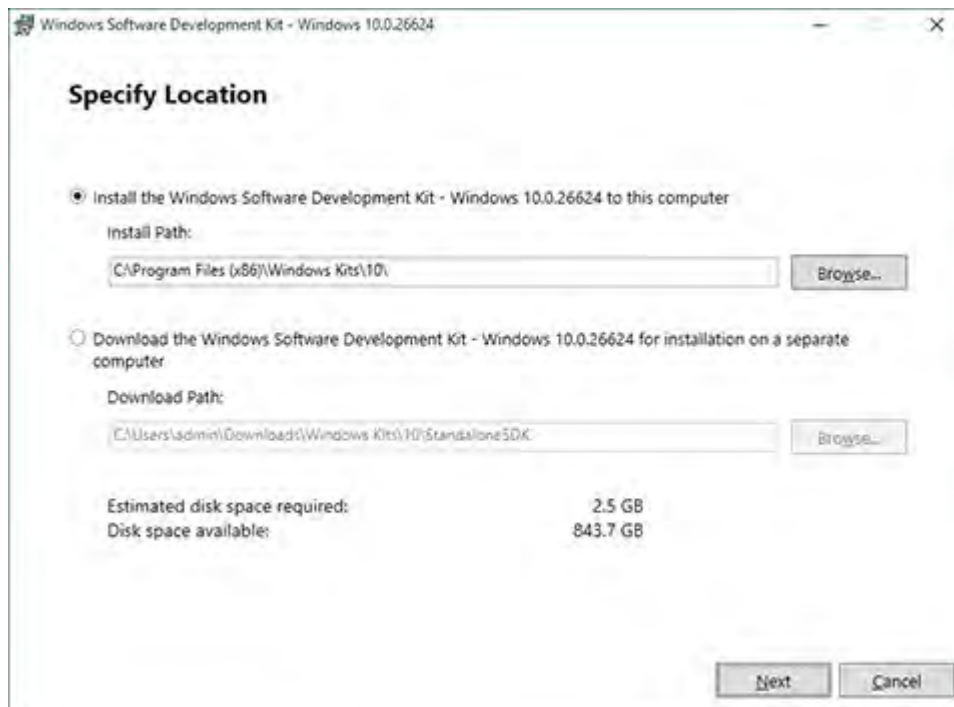 Windows Software Development Kit - Windows 10.0.26624
Specify Location
Install the Windows Software Development Kit - Windows 10.0.26624 to this computer
Install Path:
C:\Program Files (x86)\Windows Kits\10\
Browse...
Download the Windows Software Development Kit - Windows 10.0.26624 for installation on a separate
computer
Download Path:
C:\Users\admin\Downloads\Windows Kits\10\StandaloneSDK
Browse...
Estimated disk space required: 2.5 GB
Disk space available: 843.7 GB
Next Cancel